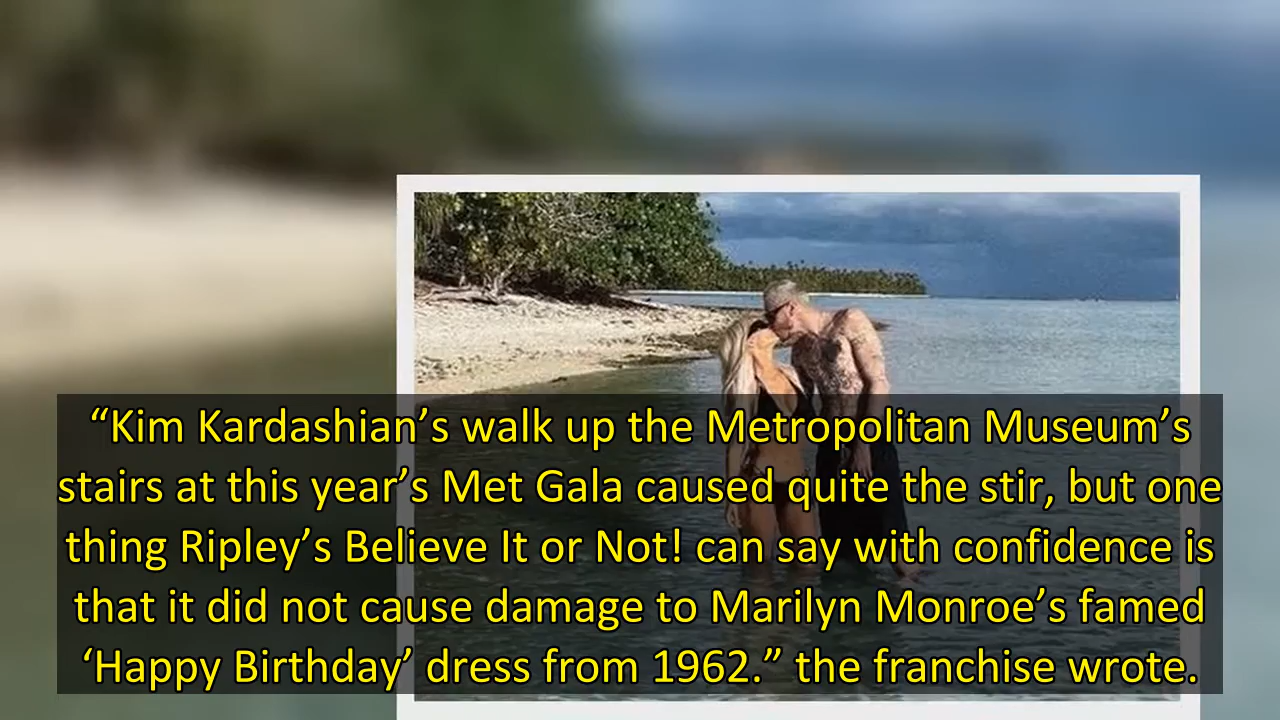 “Kim Kardashian’s walk up the Metropolitan Museum’s
stairs at this year’s Met Gala caused quite the stir, but one
thing Ripley’s Believe It or Not! can say with confidence is
that it did not cause damage to Marilyn Monroe’s famed
‘Happy Birthday’ dress from 1962.” the franchise wrote.